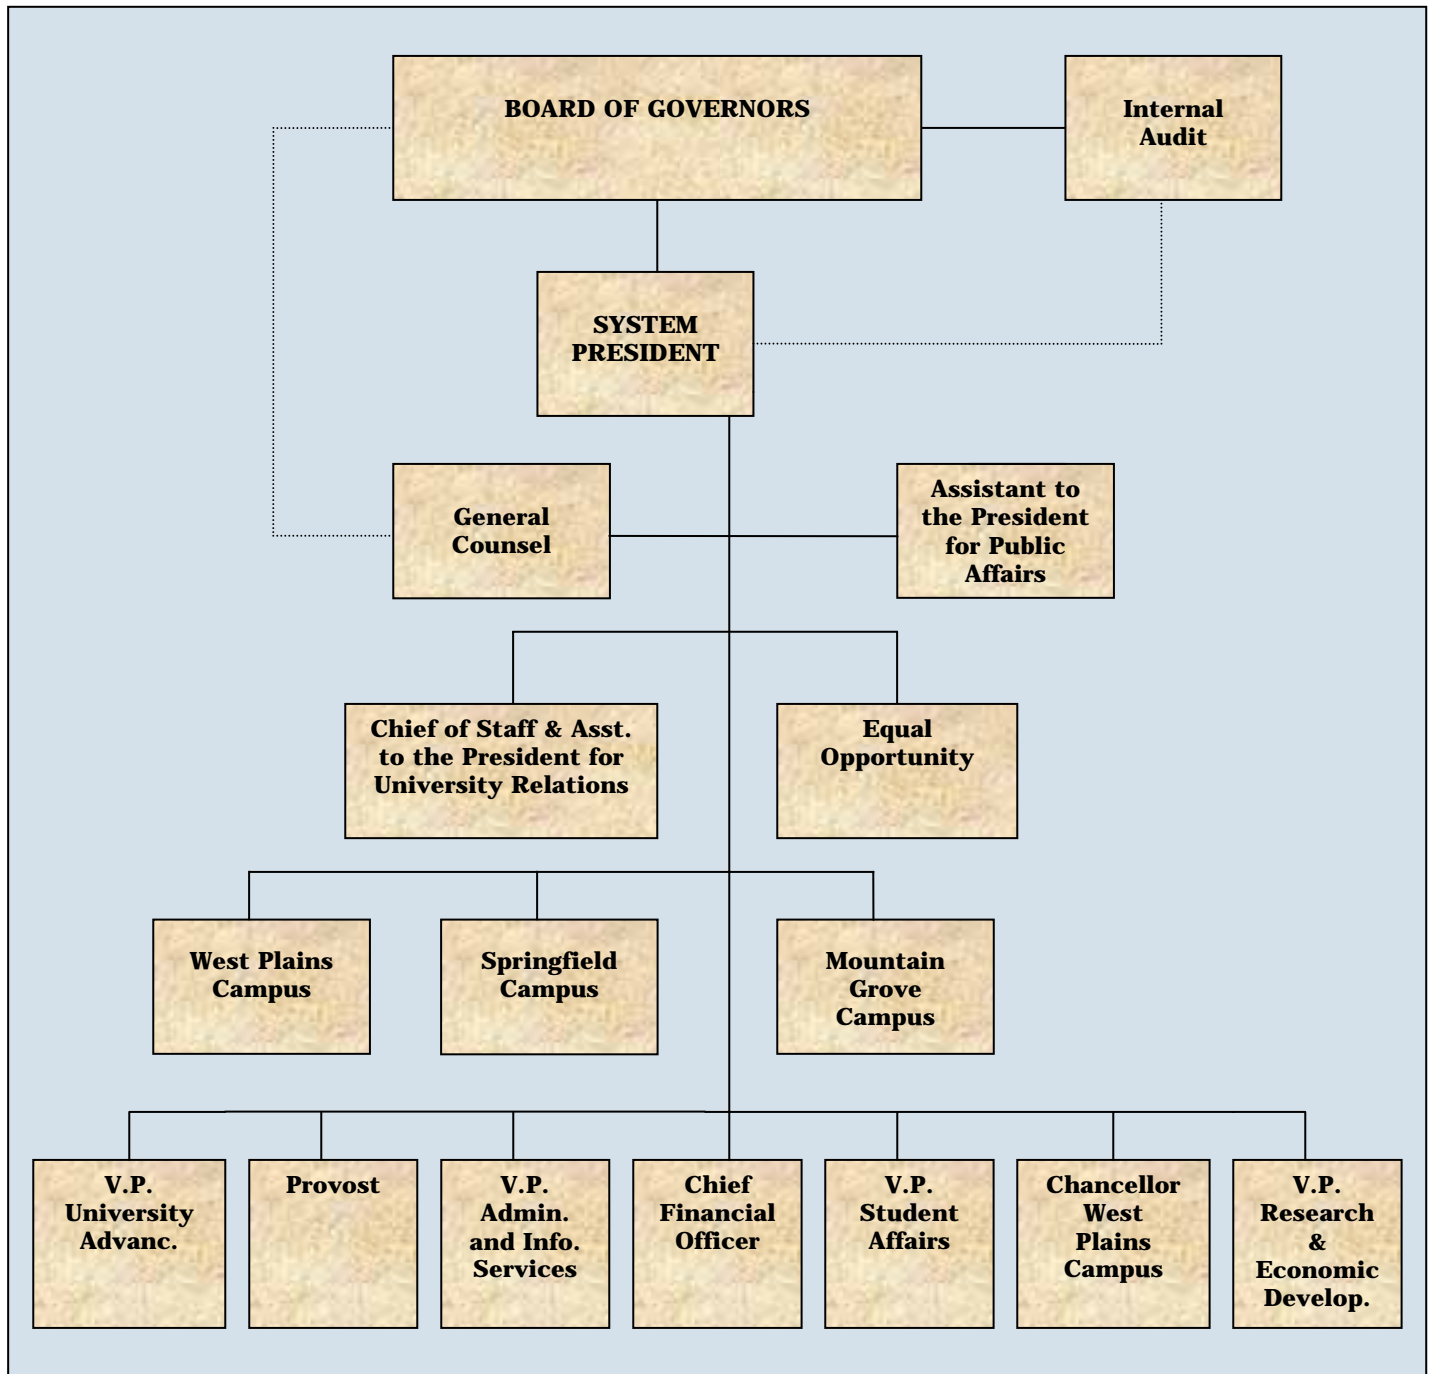 BOARD OF GOVERNORS
Internal
Audit
SYSTEM
PRESIDENT
General
Counsel
Assistant to
the President
for Public
Affairs
Chief of Staff & Asst.
to the President for
University Relations
Equal
Opportunity
West Plains
Campus
Springfield
Campus
Mountain
Grove
Campus
V.P.
University
Advanc.
Provost
V.P.
Admin.
and Info.
Services
Chief
Financial
Officer
V.P.
Student
Affairs
Chancellor
West
Plains
Campus
V.P.
Research
&
Economic
Develop.